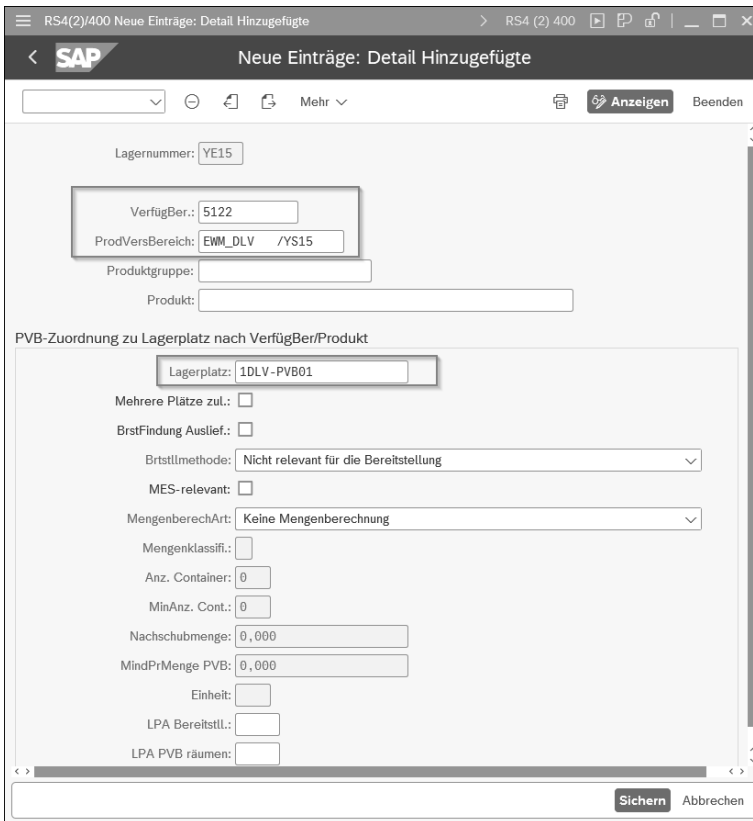 RS4(2)/400 Neue Einträge: Detail Hinzugefügte RS4 (2) 400
SAP Neue Einträge: Detail Hinzugefügte
Mehr Anzeigen Beenden
Lagernummer: YE15
VerfügBer.: 5122
ProdVersBereich: EWM_DLV /YS15
Produktgruppe:
Produkt:
PVB-Zuordnung zu Lagerplatz nach VerfügBer/Produkt
Lagerplatz: 1DLV-PVB01
Mehrere Plätze zul.:
BrstFindung Auslief.:
Brtstllmethode: Nicht relevant für die Bereitstellung
MES-relevant:
MengenberechArt: Keine Mengenberechnung
Mengenklassifi.:
Anz. Container: 0
MinAnz. Cont.: 0
Nachschubmenge: 0,000
MindPrMenge PVB: 0,000
Einheit:
LPA Bereitstll.:
LPA PVB räumen:
Sichern Abbrechen